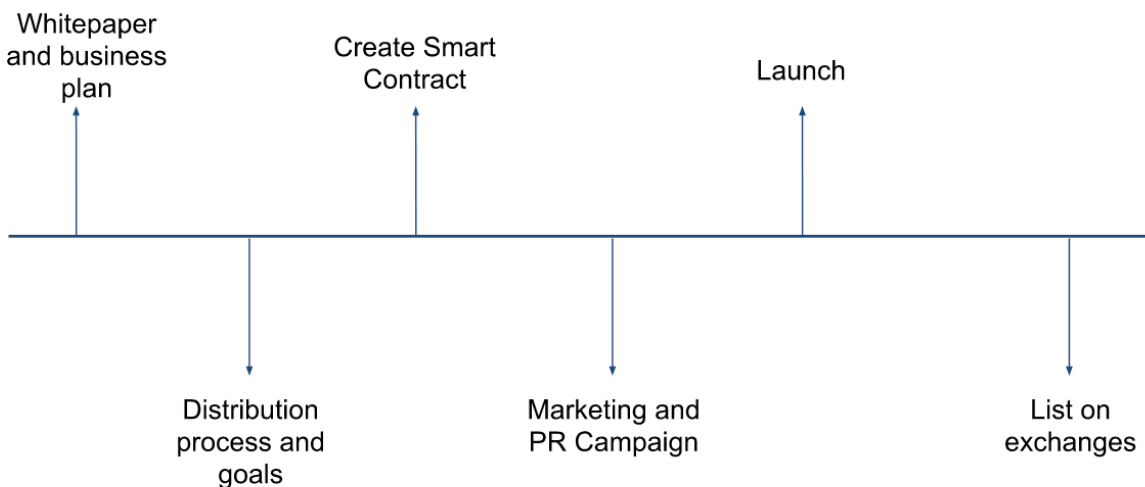 Whitepaper
and business
plan
Create Smart
Contract
Launch
Distribution
process and
goals
Marketing and
PR Campaign
List on
exchanges